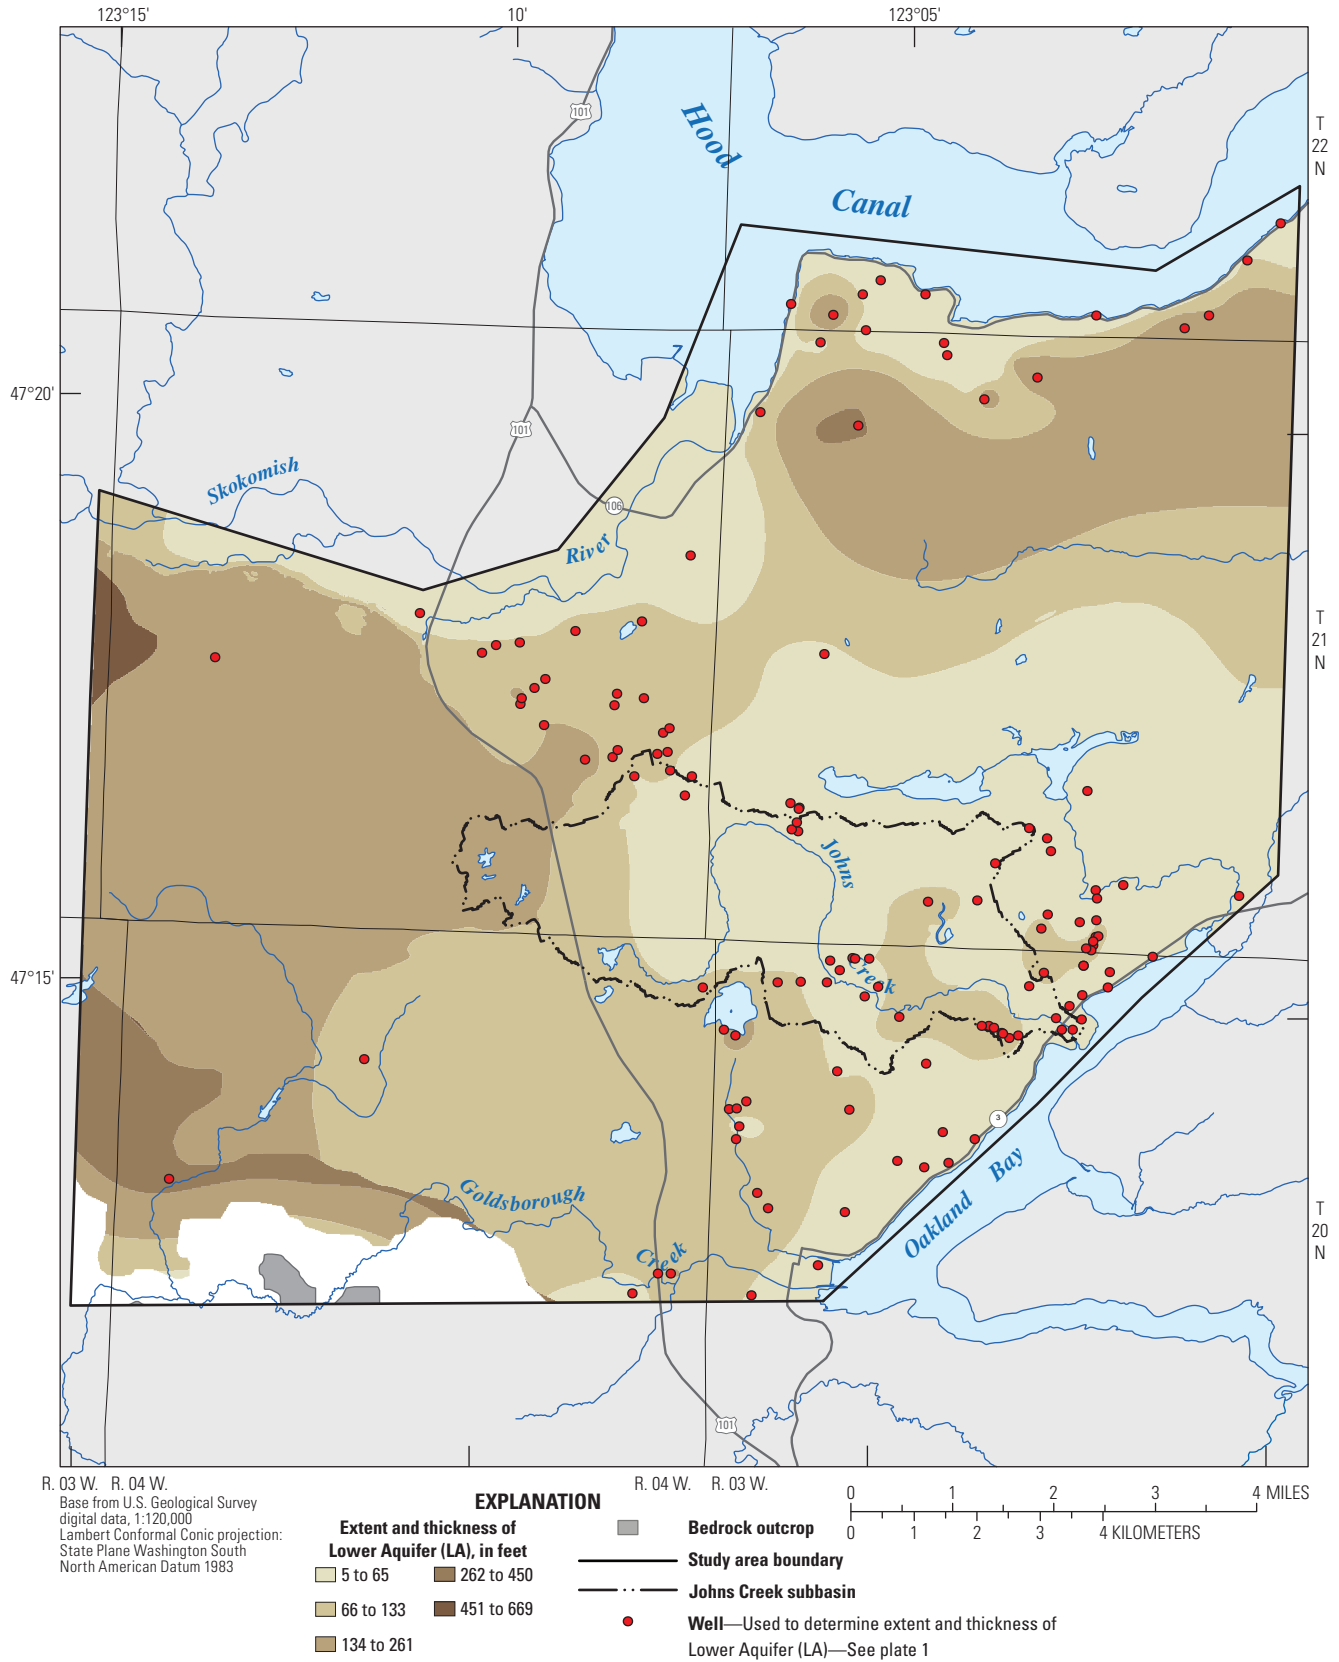 123°15'
10'
123°05'
101
Hood
Canal
T
22
N
47°20'
101
Skokomish
106
River
T
21
N
Johns
Creek
47°15'
3
Oakland Bay
Goldsborough
Creek
T
20
N
101
R. 03 W. R. 04 W.
R. 04 W. R. 03 W.
Base from U.S. Geological Survey
digital data, 1:120,000
Lambert Conformal Conic projection:
State Plane Washington South
North American Datum 1983
EXPLANATION
Extent and thickness of
Lower Aquifer (LA), in feet
5 to 65
66 to 133
134 to 261
262 to 450
451 to 669
Bedrock outcrop
Study area boundary
Johns Creek subbasin
Well—Used to determine extent and thickness of
Lower Aquifer (LA)—See plate 1
0 1 2 3 4 MILES
0 1 2 3 4 KILOMETERS